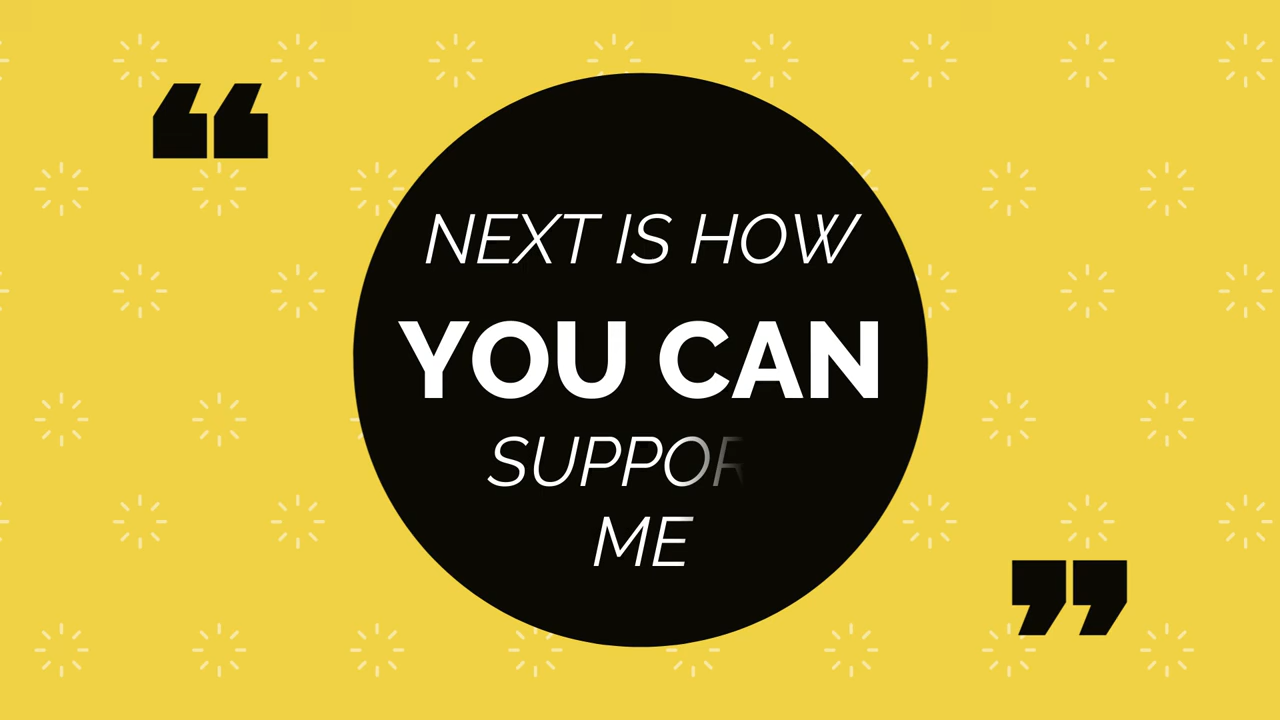 “
NEXT IS HOW
YOU CAN
SUPPOR
ME
”